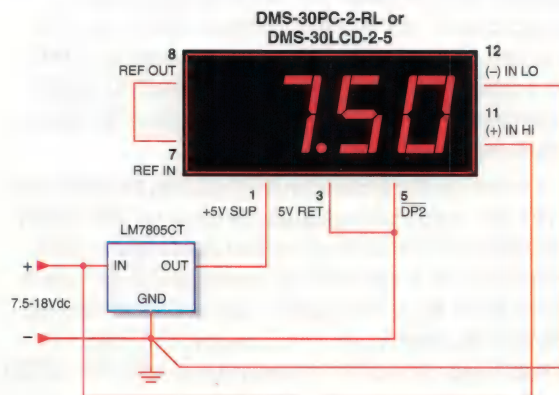 DMS-30PC-2-RL or
DMS-30LCD-2-5
8
REF OUT
7
REF IN
7.50
12
(–) IN LO
11
(+) IN HI
1
+5V SUP
3
5V RET
5
DP2
LM7805CT
IN OUT
GND
+
7.5-18Vdc
–